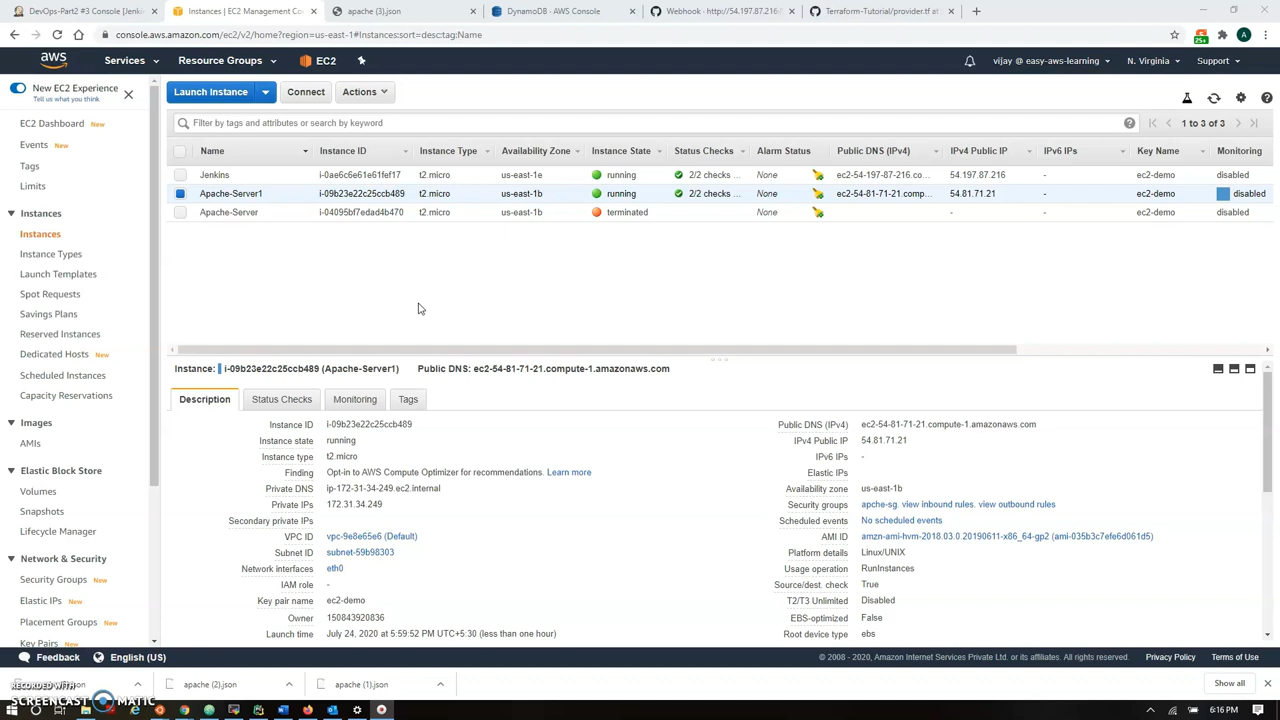 DevOps-Part2 #3 Console [Jenki
Instances | EC2 Management Co
apache (3).json
DynamoDB · AWS Console
Webhook · http://54.197.87.216:
Terraform-Tutorial/provider.tf at
console.aws.amazon.com/ec2/v2/home?region=us-east-1#Instances:sort=desc:tag:Name
25+
A
aws
Services
Resource Groups
EC2
vijay @ easy-aws-learning
N. Virginia
Support
New EC2 Experience
Tell us what you think
EC2 Dashboard New
Events New
Tags
Limits
Instances
Instances
Instance Types
Launch Templates
Spot Requests
Savings Plans
Reserved Instances
Dedicated Hosts New
Scheduled Instances
Capacity Reservations
Images
AMIs
Elastic Block Store
Volumes
Snapshots
Lifecycle Manager
Network & Security
Security Groups New
Elastic IPs New
Placement Groups New
Key Pairs New
Launch Instance
Connect
Actions
Filter by tags and attributes or search by keyword
1 to 3 of 3
Name Instance ID Instance Type Availability Zone Instance State Status Checks Alarm Status Public DNS (IPv4) IPv4 Public IP IPv6 IPs Key Name Monitoring
Jenkins i-0ae6c6e61e61fef17 t2.micro us-east-1e running 2/2 checks ... None ec2-54-197-87-216.co... 54.197.87.216 - ec2-demo disabled
Apache-Server1 i-09b23e22c25ccb489 t2.micro us-east-1b running 2/2 checks ... None ec2-54-81-71-21.comp... 54.81.71.21 - ec2-demo disabled
Apache-Server i-04095bf7edad4b470 t2.micro us-east-1b terminated None - - ec2-demo disabled
Instance: i-09b23e22c25ccb489 (Apache-Server1) Public DNS: ec2-54-81-71-21.compute-1.amazonaws.com
Description
Status Checks
Monitoring
Tags
Instance ID i-09b23e22c25ccb489
Instance state running
Instance type t2.micro
Finding Opt-in to AWS Compute Optimizer for recommendations. Learn more
Private DNS ip-172-31-34-249.ec2.internal
Private IPs 172.31.34.249
Secondary private IPs
VPC ID vpc-9e8e65e6 (Default)
Subnet ID subnet-59b98303
Network interfaces eth0
IAM role -
Key pair name ec2-demo
Owner 150843920836
Launch time July 24, 2020 at 5:59:52 PM UTC+5:30 (less than one hour)
Public DNS (IPv4) ec2-54-81-71-21.compute-1.amazonaws.com
IPv4 Public IP 54.81.71.21
IPv6 IPs -
Elastic IPs
Availability zone us-east-1b
Security groups apche-sg. view inbound rules. view outbound rules
Scheduled events No scheduled events
AMI ID amzn-ami-hvm-2018.03.0.20190611-x86_64-gp2 (ami-035b3c7efe6d061d5)
Platform details Linux/UNIX
Usage operation RunInstances
Source/dest. check True
T2/T3 Unlimited Disabled
EBS-optimized False
Root device type ebs
Feedback
English (US)
© 2008 - 2020, Amazon Internet Services Private Ltd. or its affiliates. All rights reserved.
Privacy Policy
Terms of Use
apache (2).json
apache (1).json
Show all
RECORDED WITH
SCREENCAST MATIC
6:16 PM